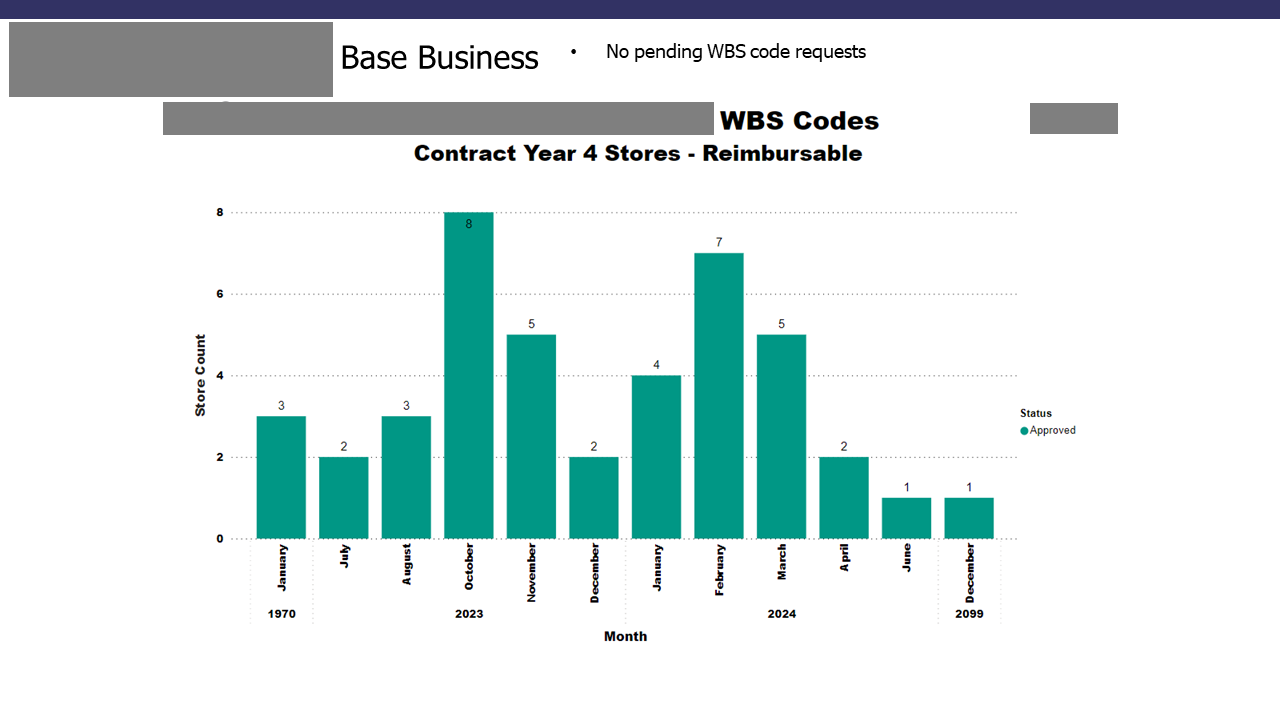 Base Business
• No pending WBS code requests
WBS Codes
Contract Year 4 Stores - Reimbursable
8
6
4
2
0
Store Count
3
2
3
8
5
2
4
7
5
2
1
1
Status
Approved
January
July
August
October
November
December
January
February
March
April
June
December
1970
2023
2024
2099
Month